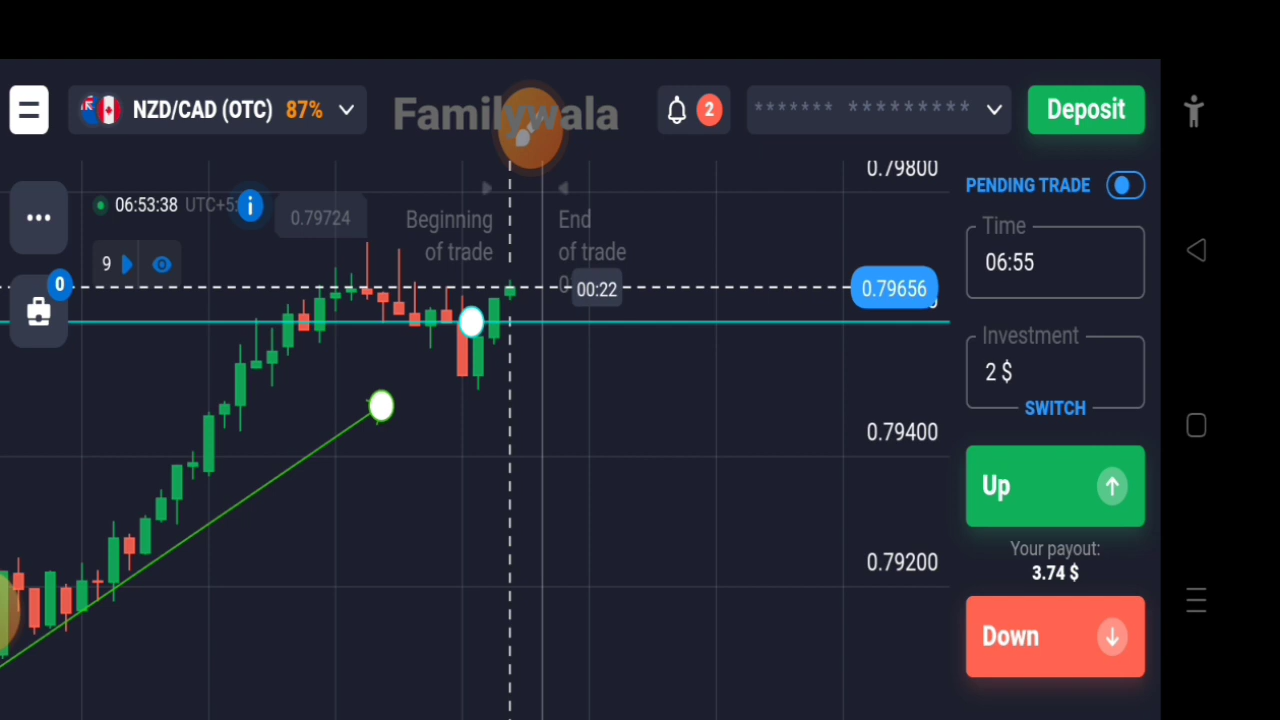 NZD/CAD (OTC) 87%
Familywala
2
******* *********
Deposit
0.79800
06:53:38 UTC+5:
i
0.79724
Beginning
of trade
End
of trade
0
9
0
00:22
0.79656
0.79400
0.79200
PENDING TRADE
Time
06:55
Investment
2 $
SWITCH
Up
Your payout:
3.74 $
Down